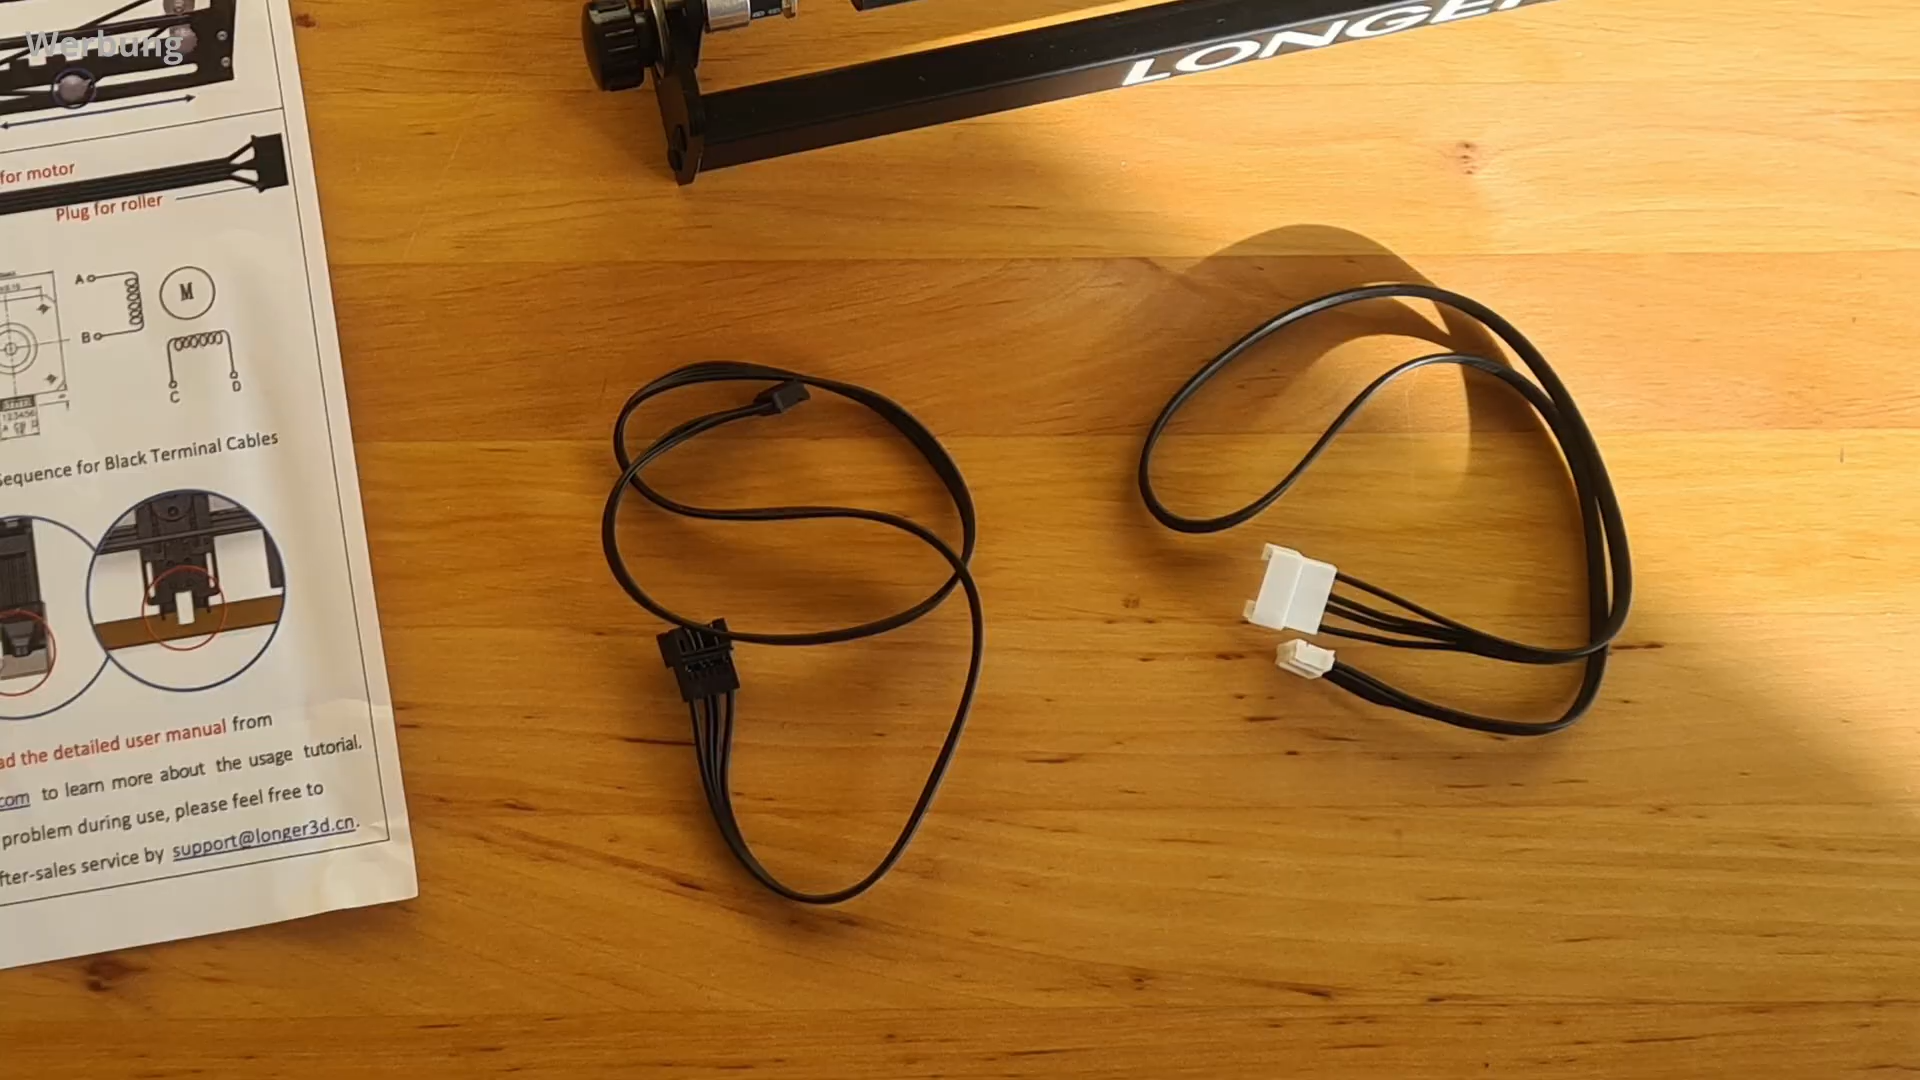 Werbung
LONGER
for motor
Plug for roller
A
M
B
C
D
Sequence for Black Terminal Cables
ad the detailed user manual from
com to learn more about the usage tutorial.
problem during use, please feel free to
fter-sales service by support@longer3d.cn.